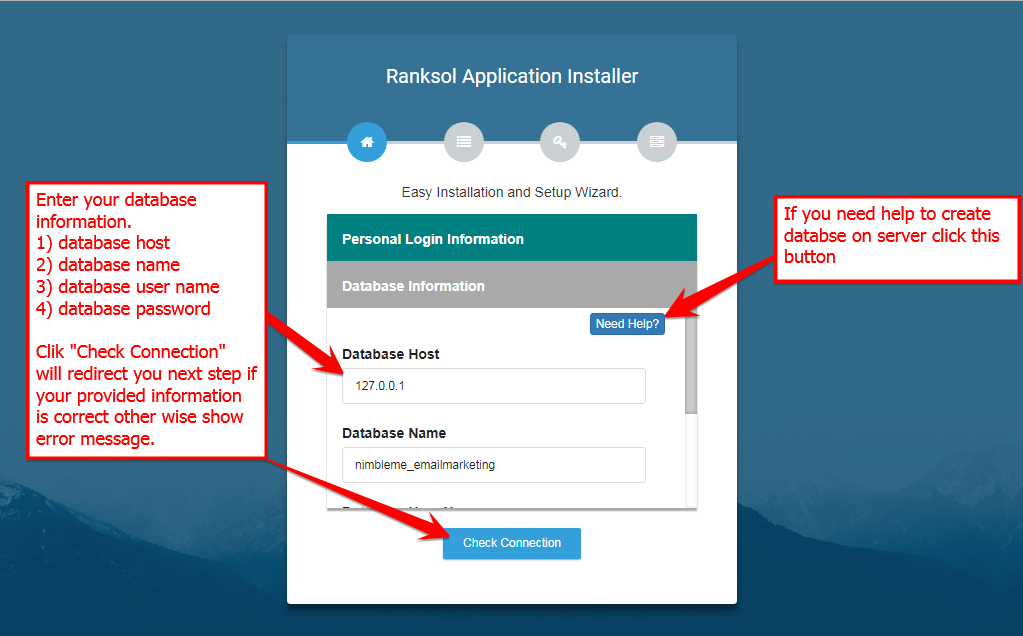 Ranksol Application Installer
Easy Installation and Setup Wizard.
Enter your database
information.
1) database host
2) database name
3) database user name
4) database password
Clik "Check Connection"
will redirect you next step if
your provided information
is correct other wise show
error message.
If you need help to create
databse on server click this
button
Personal Login Information
Database Information
Need Help?
Database Host
127.0.0.1
Database Name
nimbleme_emailmarketing
Check Connection